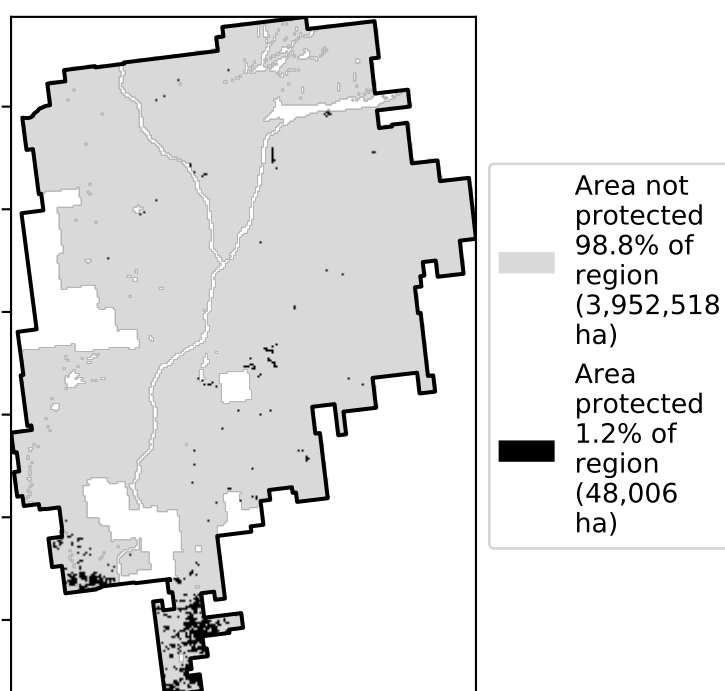 Area not
protected
98.8% of
region
(3,952,518
ha)
Area
protected
1.2% of
region
(48,006
ha)